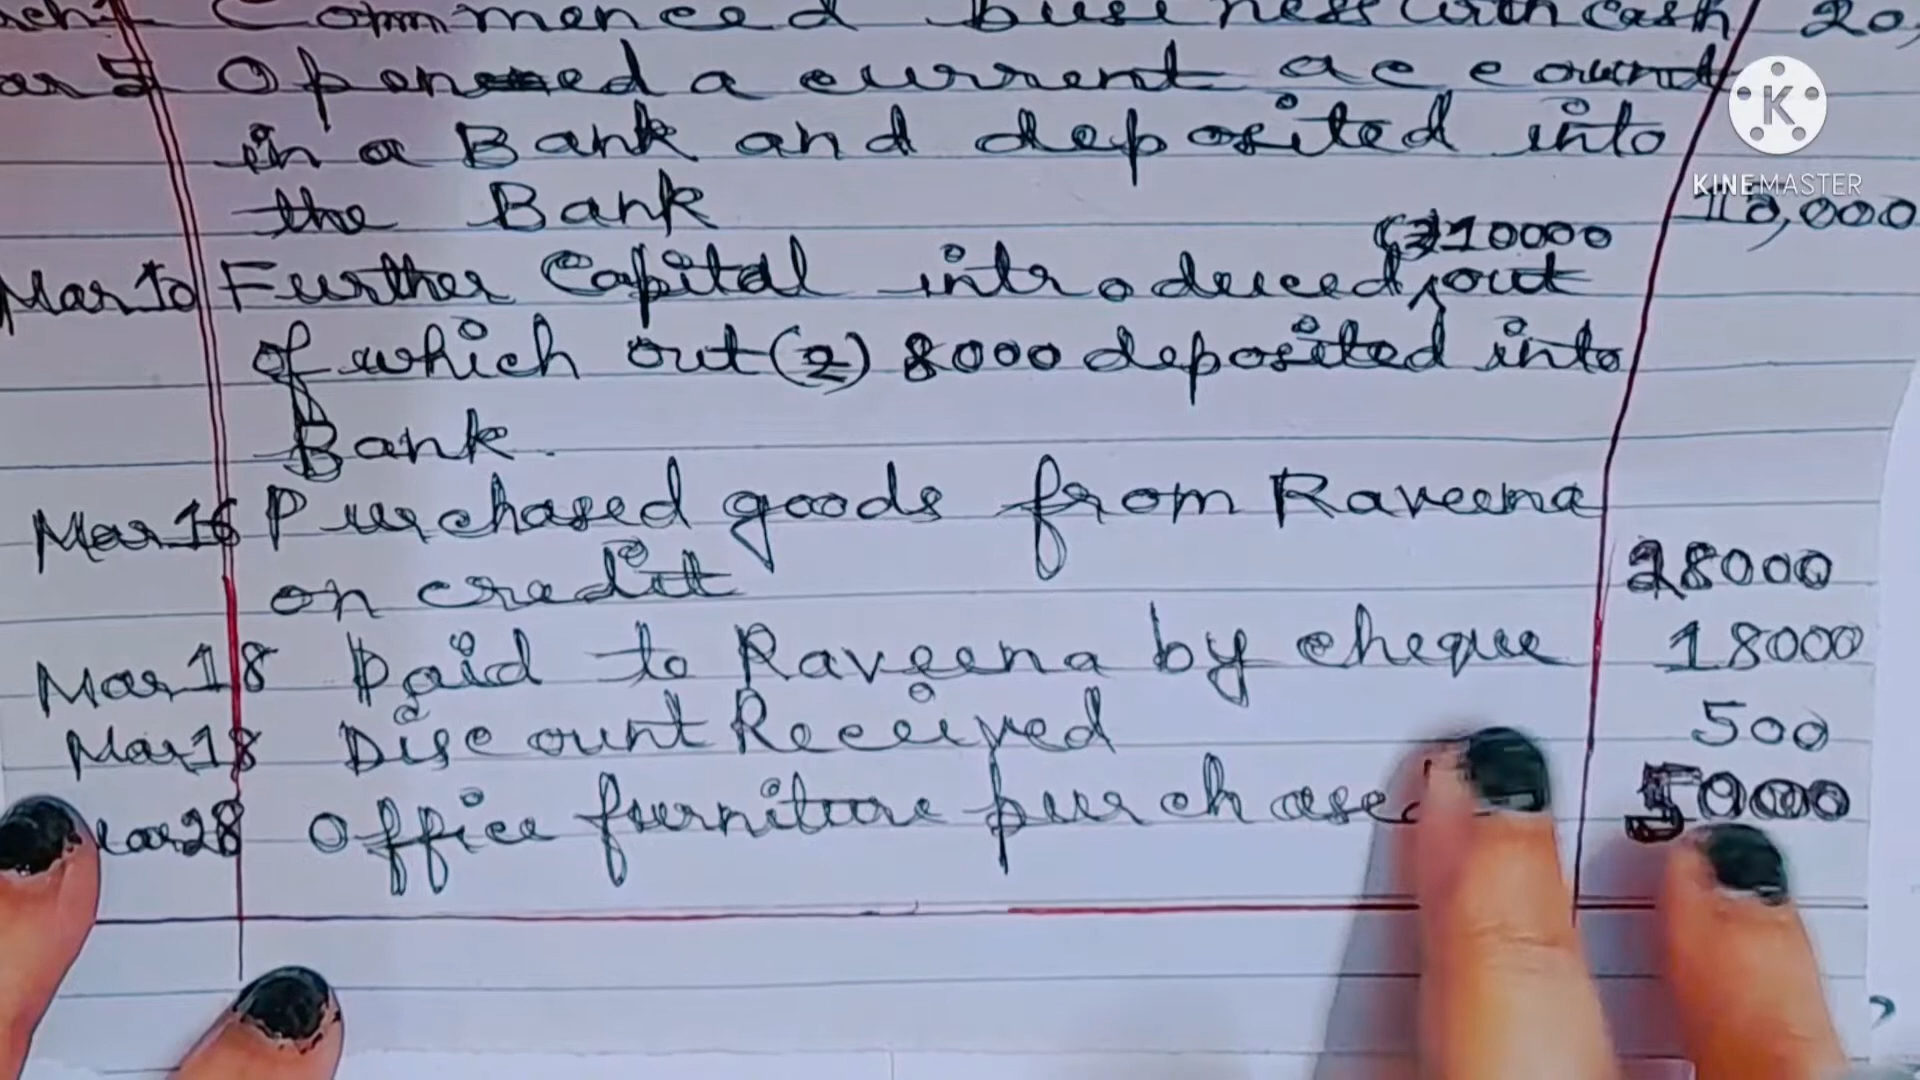 Commenced business with cash 20,
ar 5 Opened a current account
in a Bank and deposited into
the Bank
K
KINEMASTER
,000
10000
Mar 10 Further Capital introduced, out
of which out (2) 8000 deposited into
Bank.
Mar 16 Purchased goods from Raveena
on credit 28000
Mar 18 Paid to Raveena by cheque 18000
Mar 18 Discount Received 500
ar 28 Office furniture purchased 5000